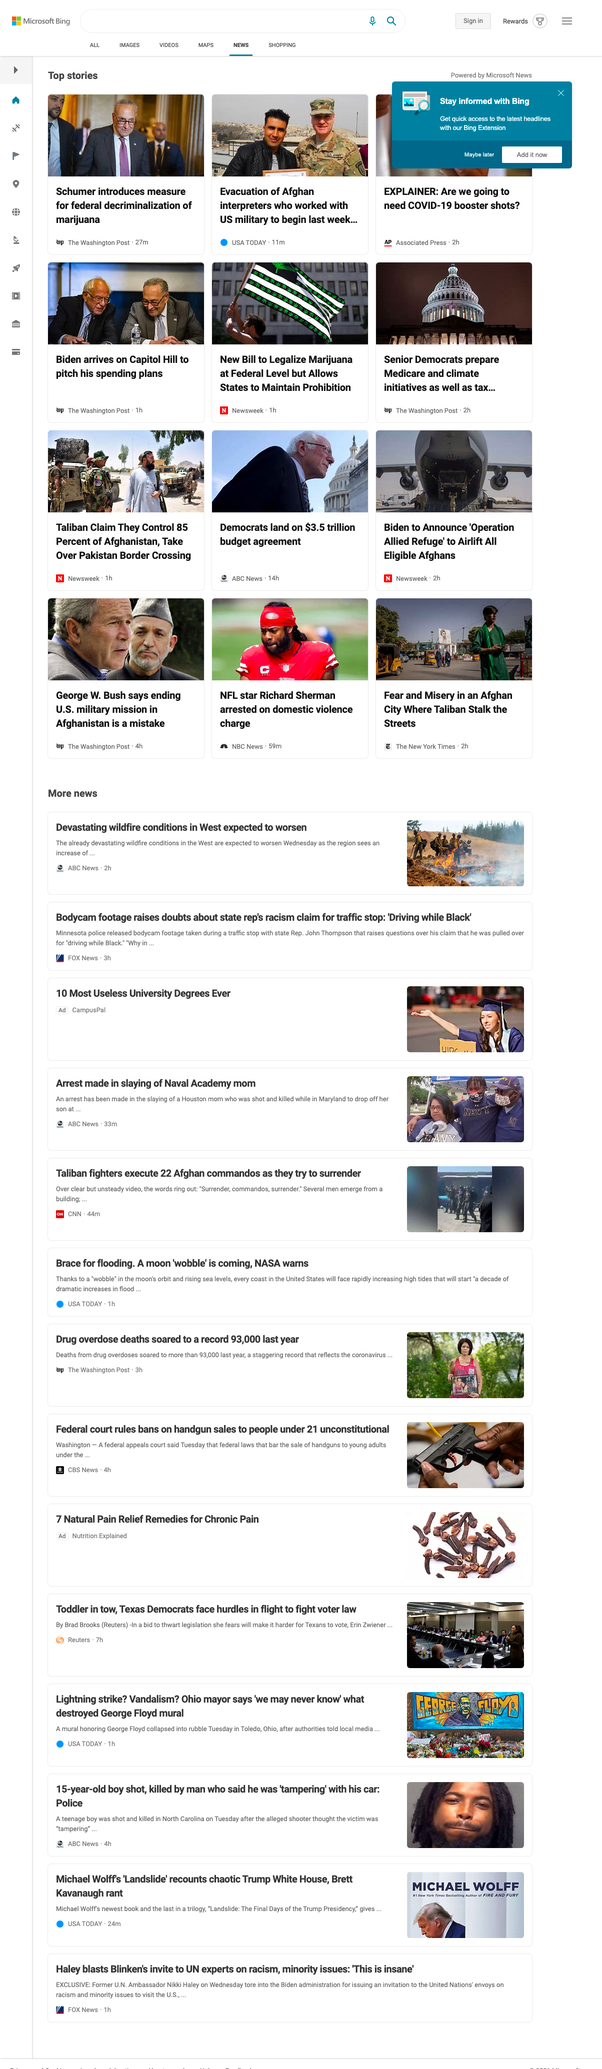 Microsoft Bing
Sign in
Rewards
ALL
IMAGES
VIDEOS
MAPS
NEWS
SHOPPING
Top stories
Powered by Microsoft News
Stay informed with Bing
Get quick access to the latest headlines
with our Bing Extension
Maybe later
Add it now
Schumer introduces measure
for federal decriminalization of
marijuana
wp The Washington Post · 27m
Evacuation of Afghan
interpreters who worked with
US military to begin last week...
USA TODAY · 11m
EXPLAINER: Are we going to
need COVID-19 booster shots?
AP Associated Press · 2h
Biden arrives on Capitol Hill to
pitch his spending plans
wp The Washington Post · 1h
New Bill to Legalize Marijuana
at Federal Level but Allows
States to Maintain Prohibition
N Newsweek · 1h
Senior Democrats prepare
Medicare and climate
initiatives as well as tax...
wp The Washington Post · 2h
Taliban Claim They Control 85
Percent of Afghanistan, Take
Over Pakistan Border Crossing
N Newsweek · 1h
Democrats land on $3.5 trillion
budget agreement
ABC News · 14h
Biden to Announce 'Operation
Allied Refuge' to Airlift All
Eligible Afghans
N Newsweek · 2h
George W. Bush says ending
U.S. military mission in
Afghanistan is a mistake
wp The Washington Post · 4h
NFL star Richard Sherman
arrested on domestic violence
charge
NBC News · 59m
Fear and Misery in an Afghan
City Where Taliban Stalk the
Streets
The New York Times · 2h
More news
Devastating wildfire conditions in West expected to worsen
The already devastating wildfire conditions in the West are expected to worsen Wednesday as the region sees an
increase of ...
ABC News · 2h
Bodycam footage raises doubts about state rep's racism claim for traffic stop: 'Driving while Black'
Minnesota police released bodycam footage taken during a traffic stop with state Rep. John Thompson that raises questions over his claim that he was pulled over
for "driving while Black." "Why in ...
FOX News · 3h
10 Most Useless University Degrees Ever
Ad CampusPal
Arrest made in slaying of Naval Academy mom
An arrest has been made in the slaying of a Houston mom who was shot and killed while in Maryland to drop off her
son at ...
ABC News · 33m
NAVY
Taliban fighters execute 22 Afghan commandos as they try to surrender
Over clear but unsteady video, the words ring out: "Surrender, commandos, surrender." Several men emerge from a
building; ...
CNN · 44m
Brace for flooding. A moon 'wobble' is coming, NASA warns
Thanks to a "wobble" in the moon's orbit and rising sea levels, every coast in the United States will face rapidly increasing high tides that will start "a decade of
dramatic increases in flood ...
USA TODAY · 1h
Drug overdose deaths soared to a record 93,000 last year
Deaths from drug overdoses soared to more than 93,000 last year, a staggering record that reflects the coronavirus ...
wp The Washington Post · 3h
Federal court rules bans on handgun sales to people under 21 unconstitutional
Washington — A federal appeals court said Tuesday that federal laws that bar the sale of handguns to young adults
under the ...
CBS News · 4h
7 Natural Pain Relief Remedies for Chronic Pain
Ad Nutrition Explained
Toddler in tow, Texas Democrats face hurdles in flight to fight voter law
By Brad Brooks (Reuters) -In a bid to thwart legislation she fears will make it harder for Texans to vote, Erin Zwiener ...
Reuters · 7h
Lightning strike? Vandalism? Ohio mayor says 'we may never know' what
destroyed George Floyd mural
A mural honoring George Floyd collapsed into rubble Tuesday in Toledo, Ohio, after authorities told local media ...
USA TODAY · 1h
GEORGE FLOYD
15-year-old boy shot, killed by man who said he was 'tampering' with his car:
Police
A teenage boy was shot and killed in North Carolina on Tuesday after the alleged shooter thought the victim was
"tampering" ...
ABC News · 4h
Michael Wolff's 'Landslide' recounts chaotic Trump White House, Brett
Kavanaugh rant
Michael Wolff's newest book and the last in a trilogy, "Landslide: The Final Days of the Trump Presidency," gives ...
USA TODAY · 24m
MICHAEL WOLFF
#1 New York Times Bestselling Author of FIRE AND FURY
Haley blasts Blinken's invite to UN experts on racism, minority issues: 'This is insane'
EXCLUSIVE: Former U.N. Ambassador Nikki Haley on Wednesday tore into the Biden administration for issuing an invitation to the United Nations' envoys on
racism and minority issues to visit the U.S., ...
FOX News · 1h